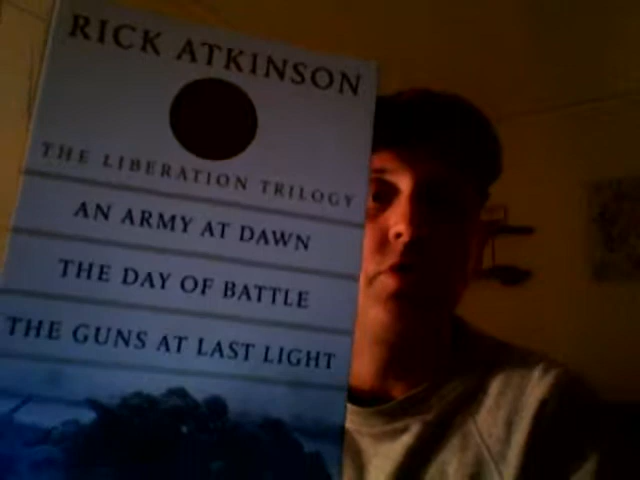 RICK ATKINSON
THE LIBERATION TRILOGY
AN ARMY AT DAWN
THE DAY OF BATTLE
THE GUNS AT LAST LIGHT